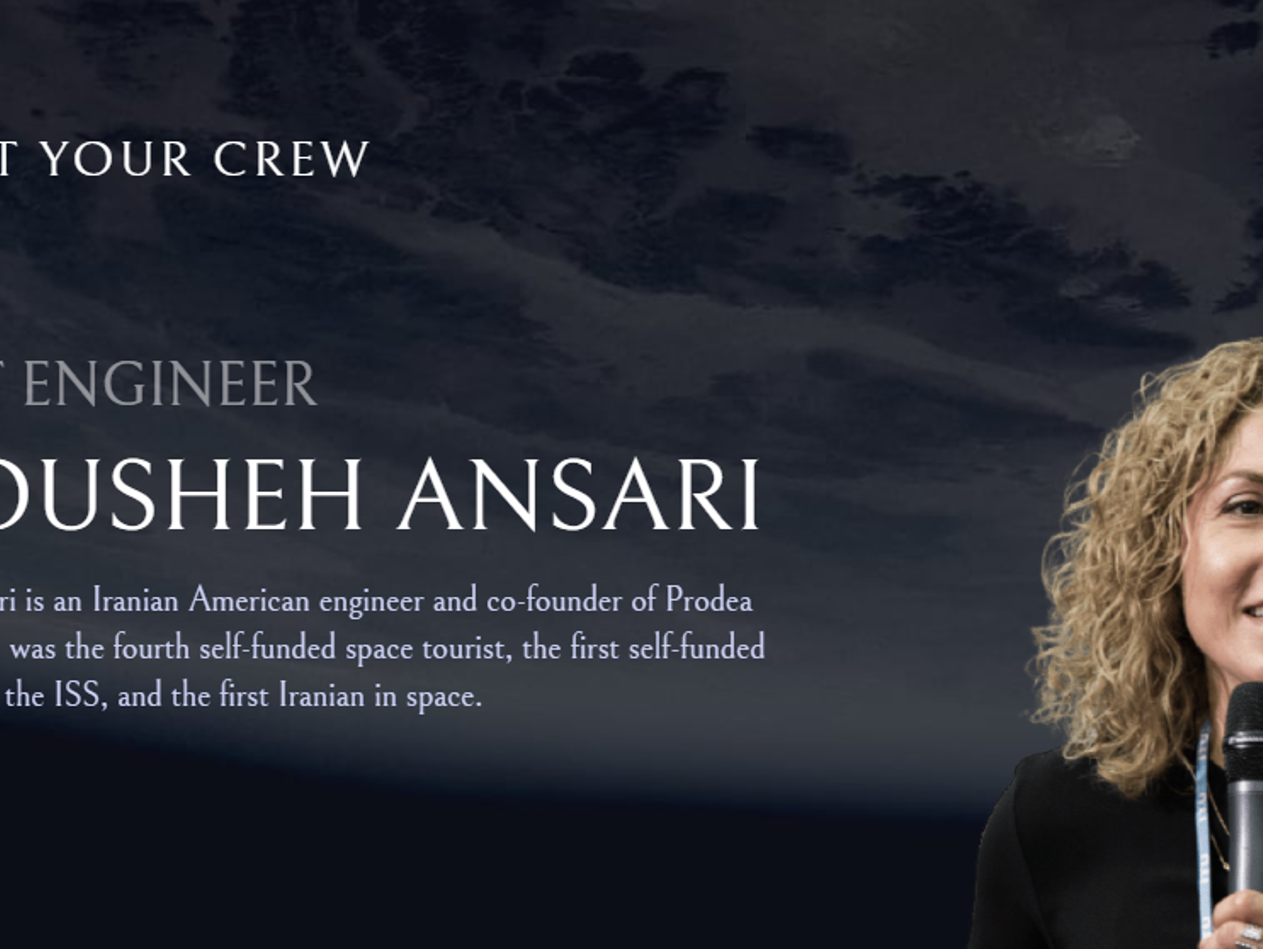 YOUR CREW
ENGINEER
OUSHEH ANSARI
ri is an Iranian American engineer and co-founder of Prodea
was the fourth self-funded space tourist, the first self-funded
the ISS, and the first Iranian in space.